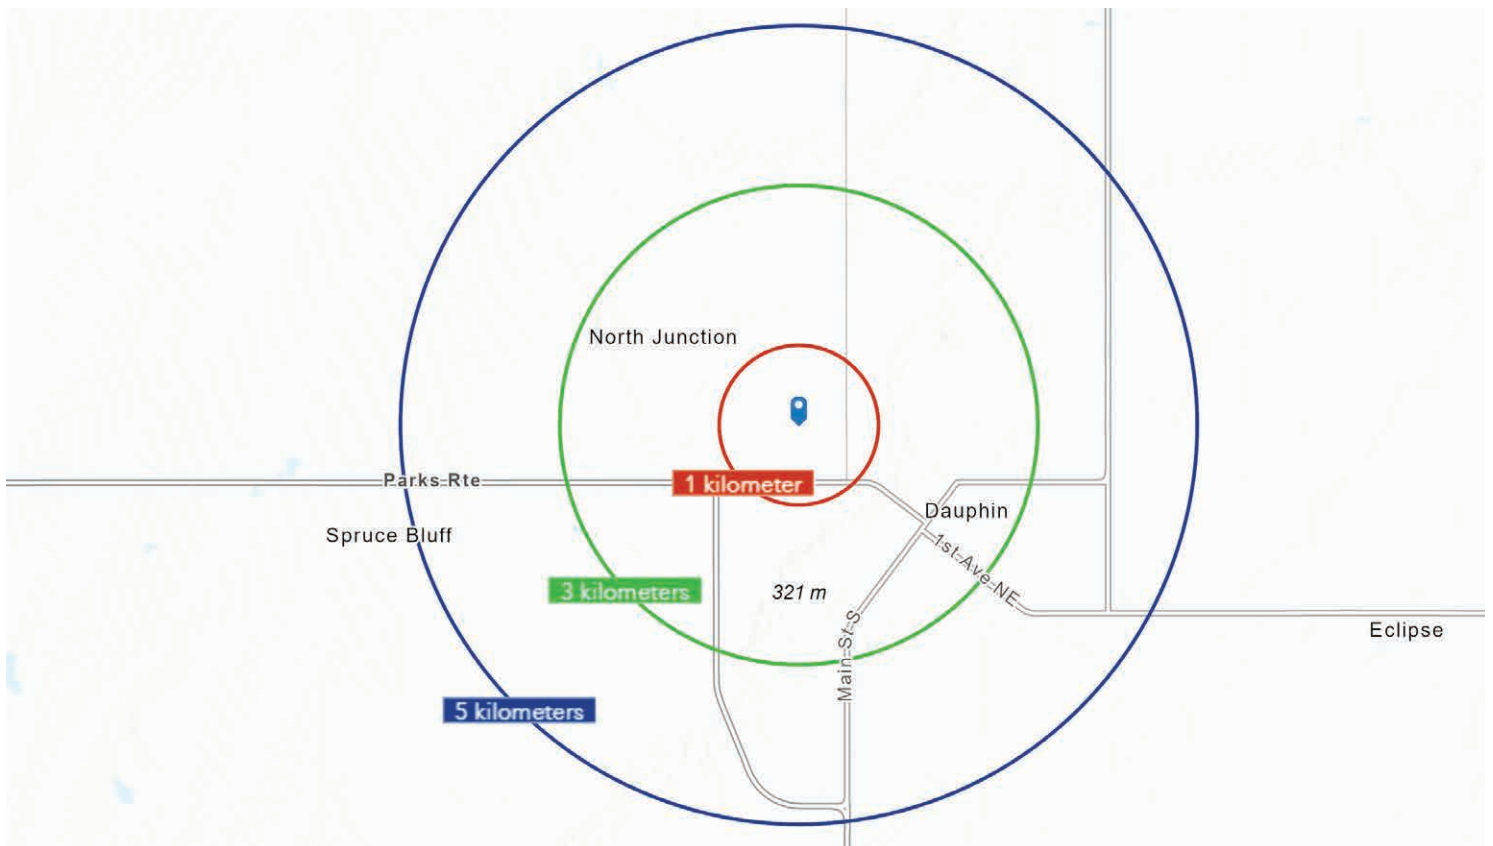 North Junction
Parks Rte
1 kilometer
Dauphin
Spruce Bluff
1st Ave NE
3 kilometers
321 m
Eclipse
Main St S
5 kilometers